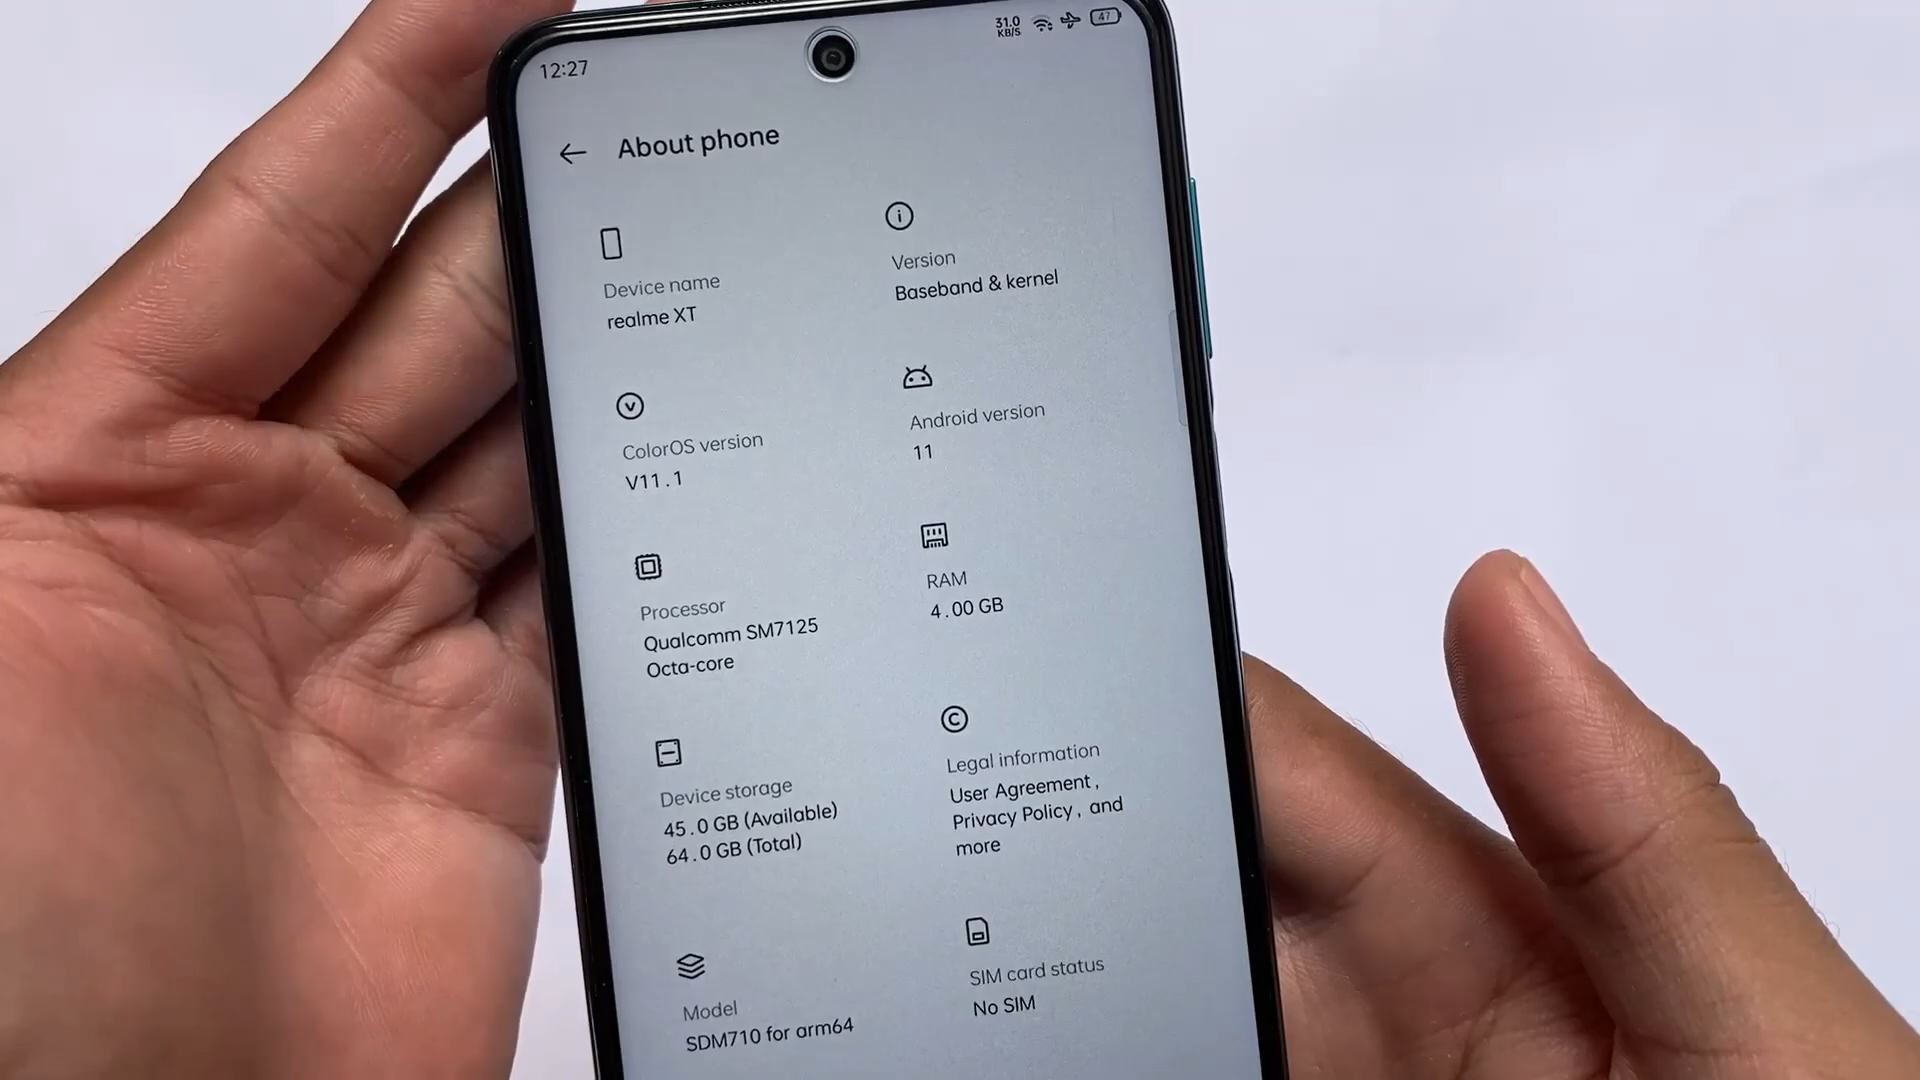 12:27
31.0
KB/S
47
About phone
Device name
realme XT
Version
Baseband & kernel
ColorOS version
V11.1
Android version
11
Processor
Qualcomm SM7125
Octa-core
RAM
4.00 GB
Device storage
45.0 GB (Available)
64.0 GB (Total)
Legal information
User Agreement,
Privacy Policy, and
more
Model
SDM710 for arm64
SIM card status
No SIM